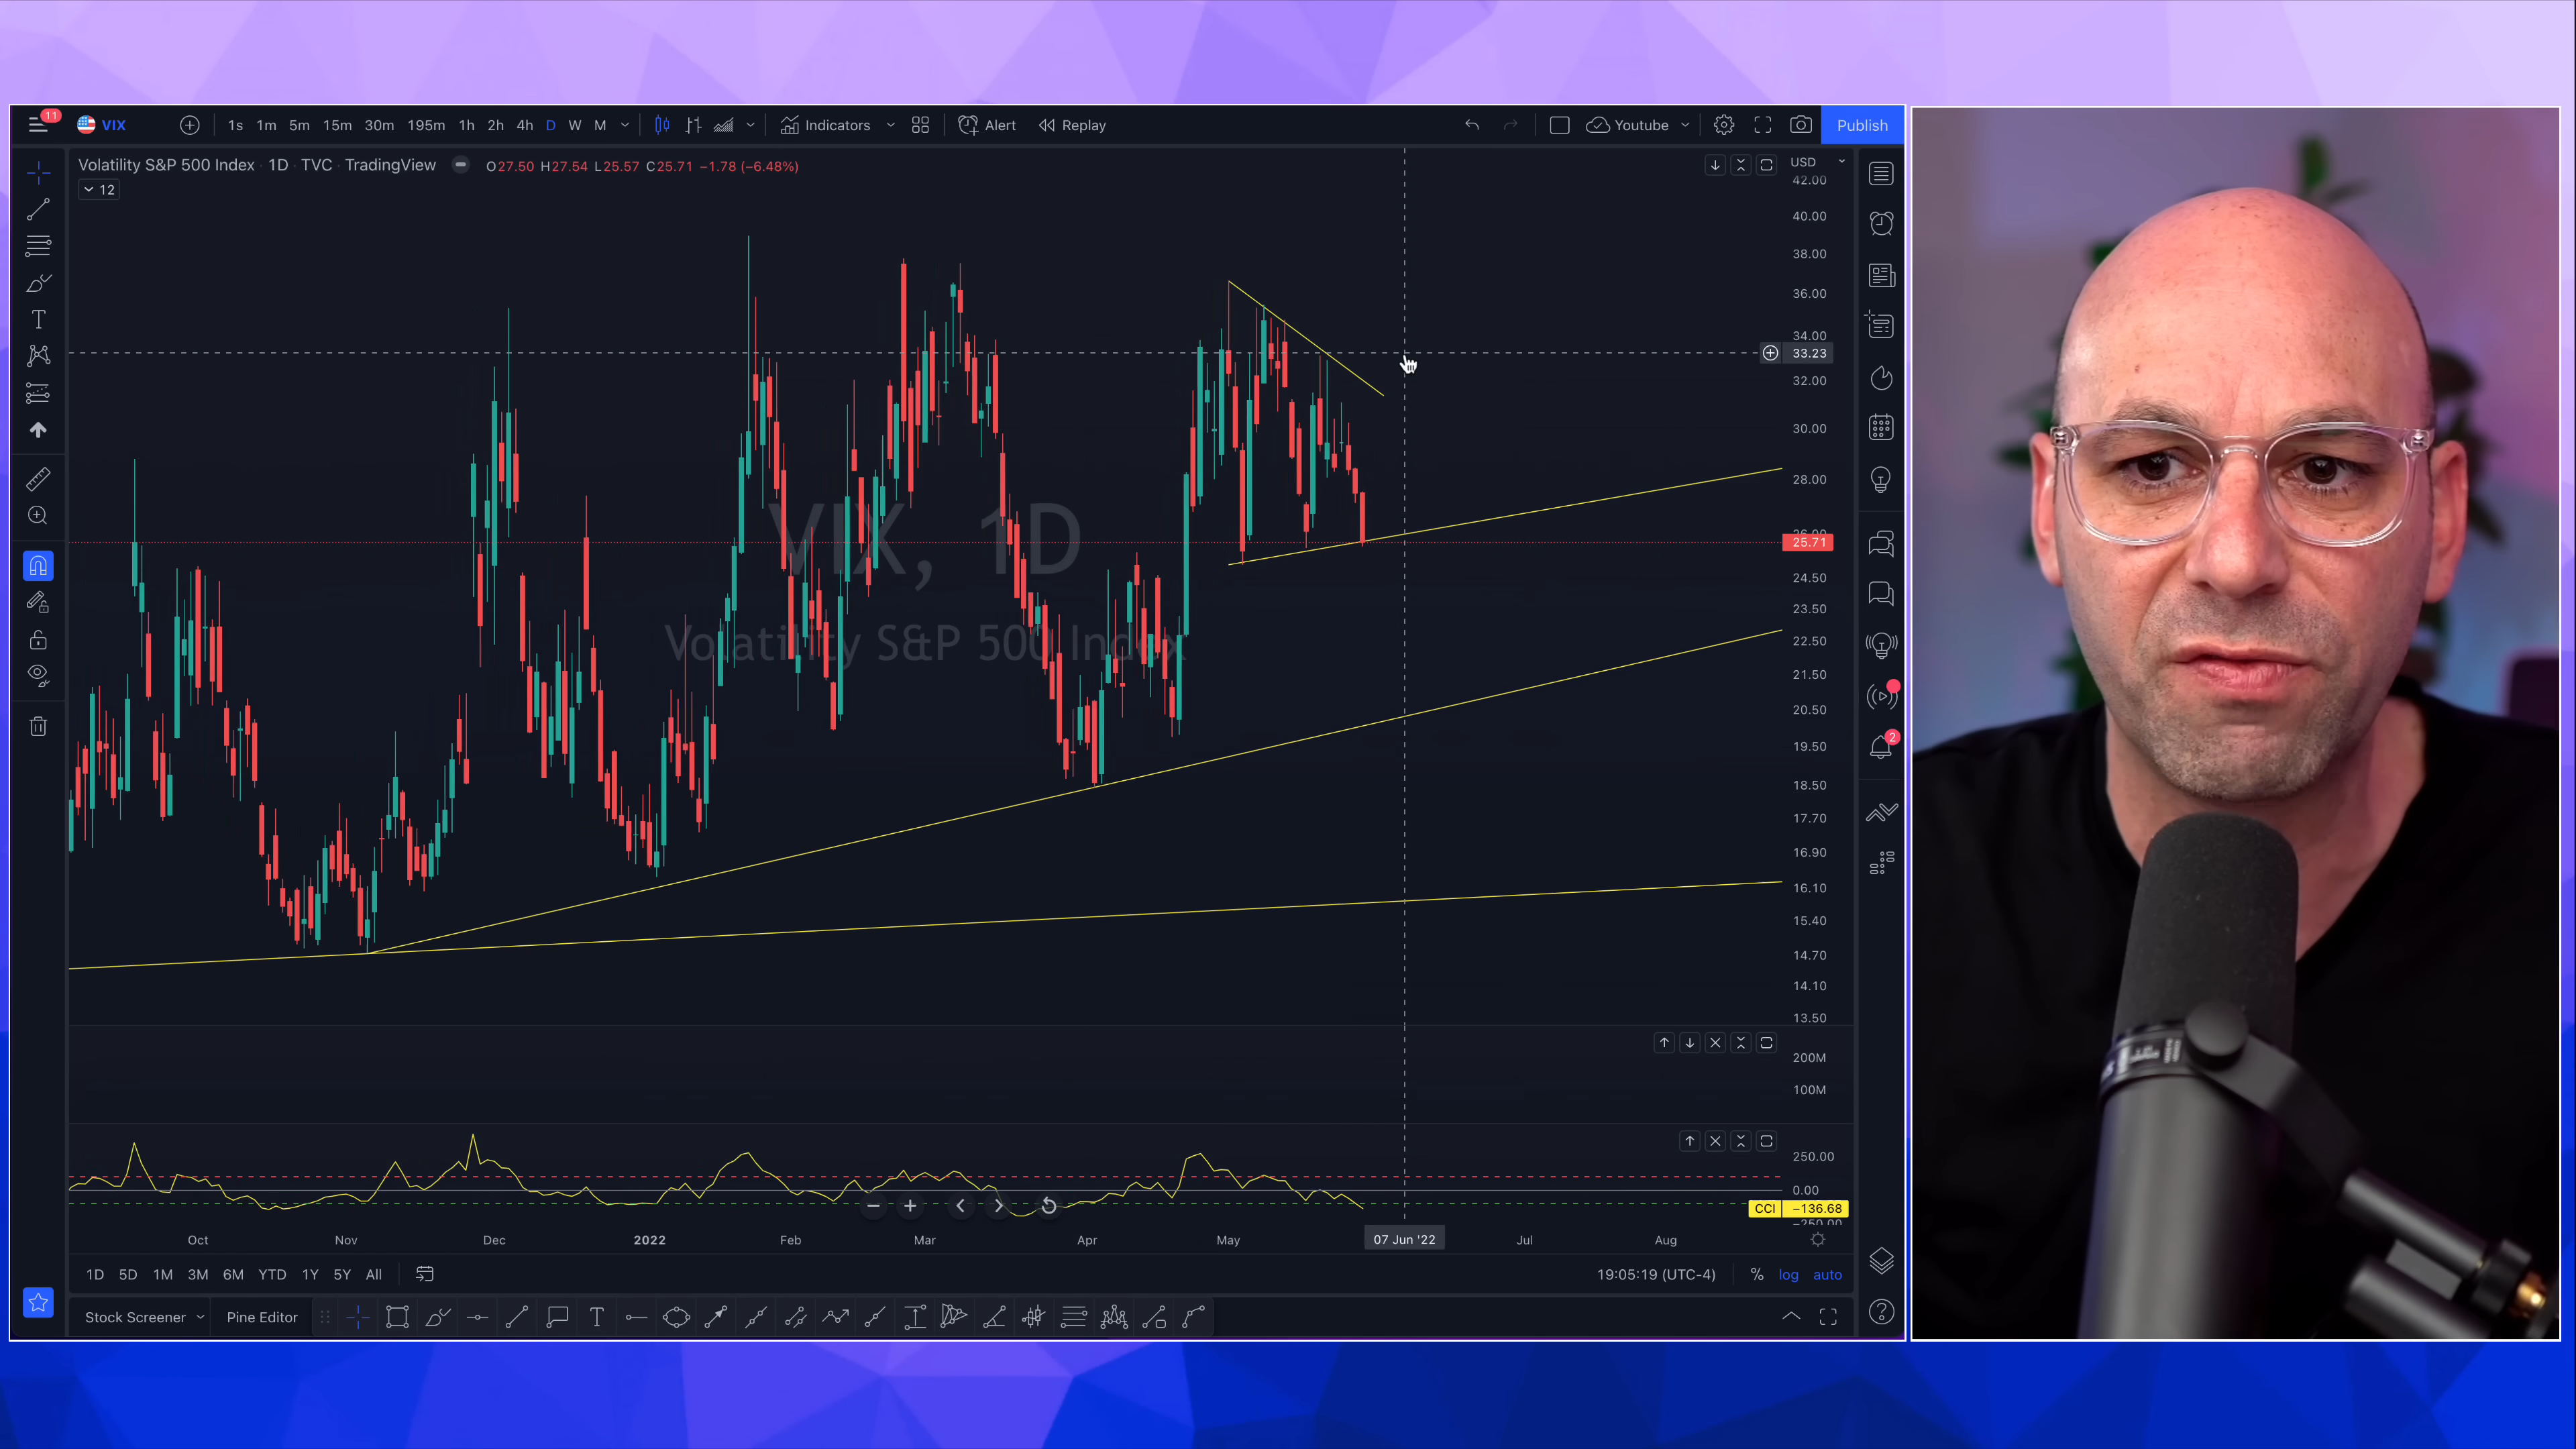 11
VIX
1s 1m 5m 15m 30m 195m 1h 2h 4h D W M
Indicators
Alert
Replay
Youtube
Publish
Volatility S&P 500 Index · 1D · TVC · TradingView
O27.50 H27.54 L25.57 C25.71 −1.78 (−6.48%)
12
USD
42.00
40.00
38.00
36.00
34.00
33.23
32.00
30.00
28.00
26.00
25.71
24.50
23.50
22.50
21.50
20.50
19.50
18.50
17.70
16.90
16.10
15.40
14.70
14.10
13.50
VIX, 1D
Volatility S&P 500 Index
2
200M
100M
250.00
0.00
CCI −136.68
−250.00
Oct Nov Dec 2022 Feb Mar Apr May 07 Jun '22 Jul Aug
1D 5D 1M 3M 6M YTD 1Y 5Y All
19:05:19 (UTC-4) % log auto
Stock Screener
Pine Editor